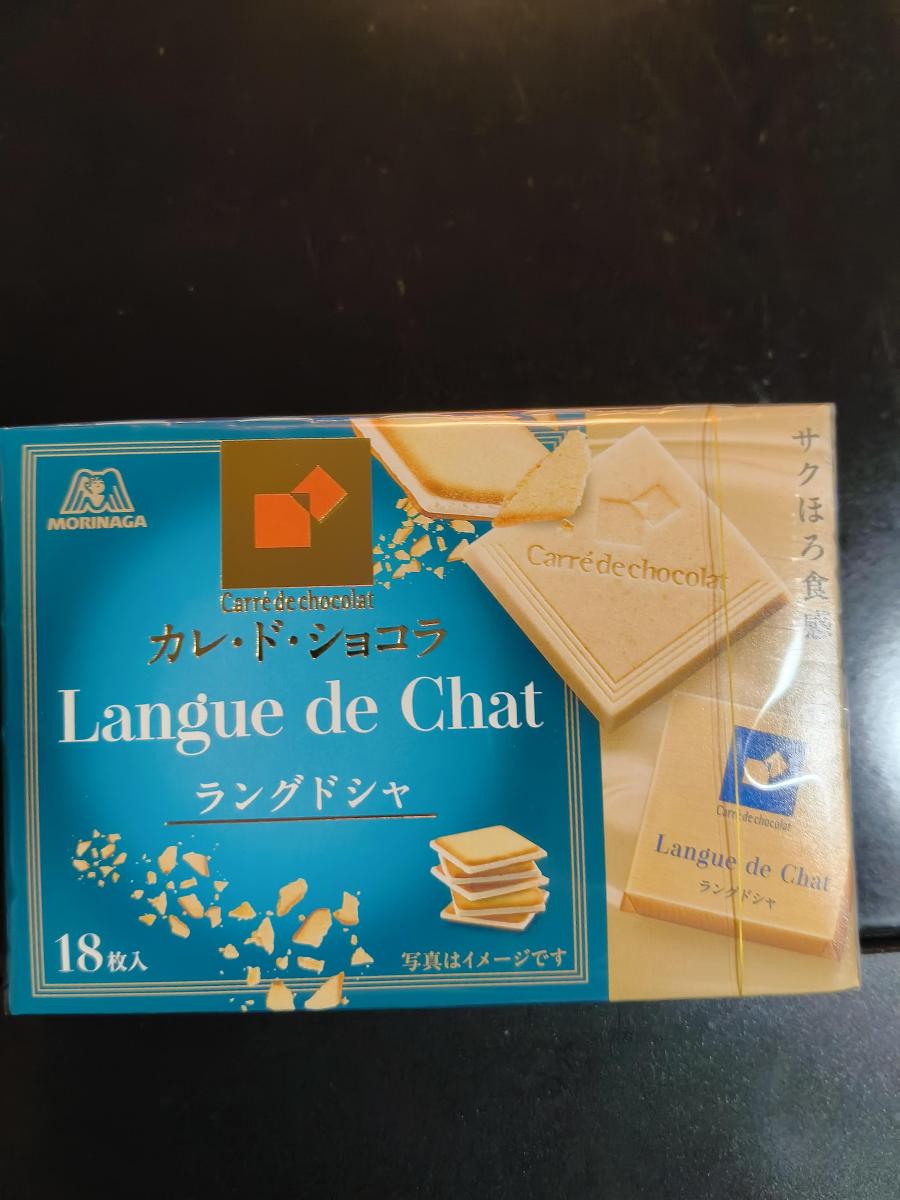 MORINAGA
Carré de chocolat
カレ・ド・ショコラ
Langue de Chat
ラングドシャ
18枚入
写真はイメージです
サクほろ食感
Carré de chocolat
Carré de chocolat
Langue de Chat
ラングドシャ